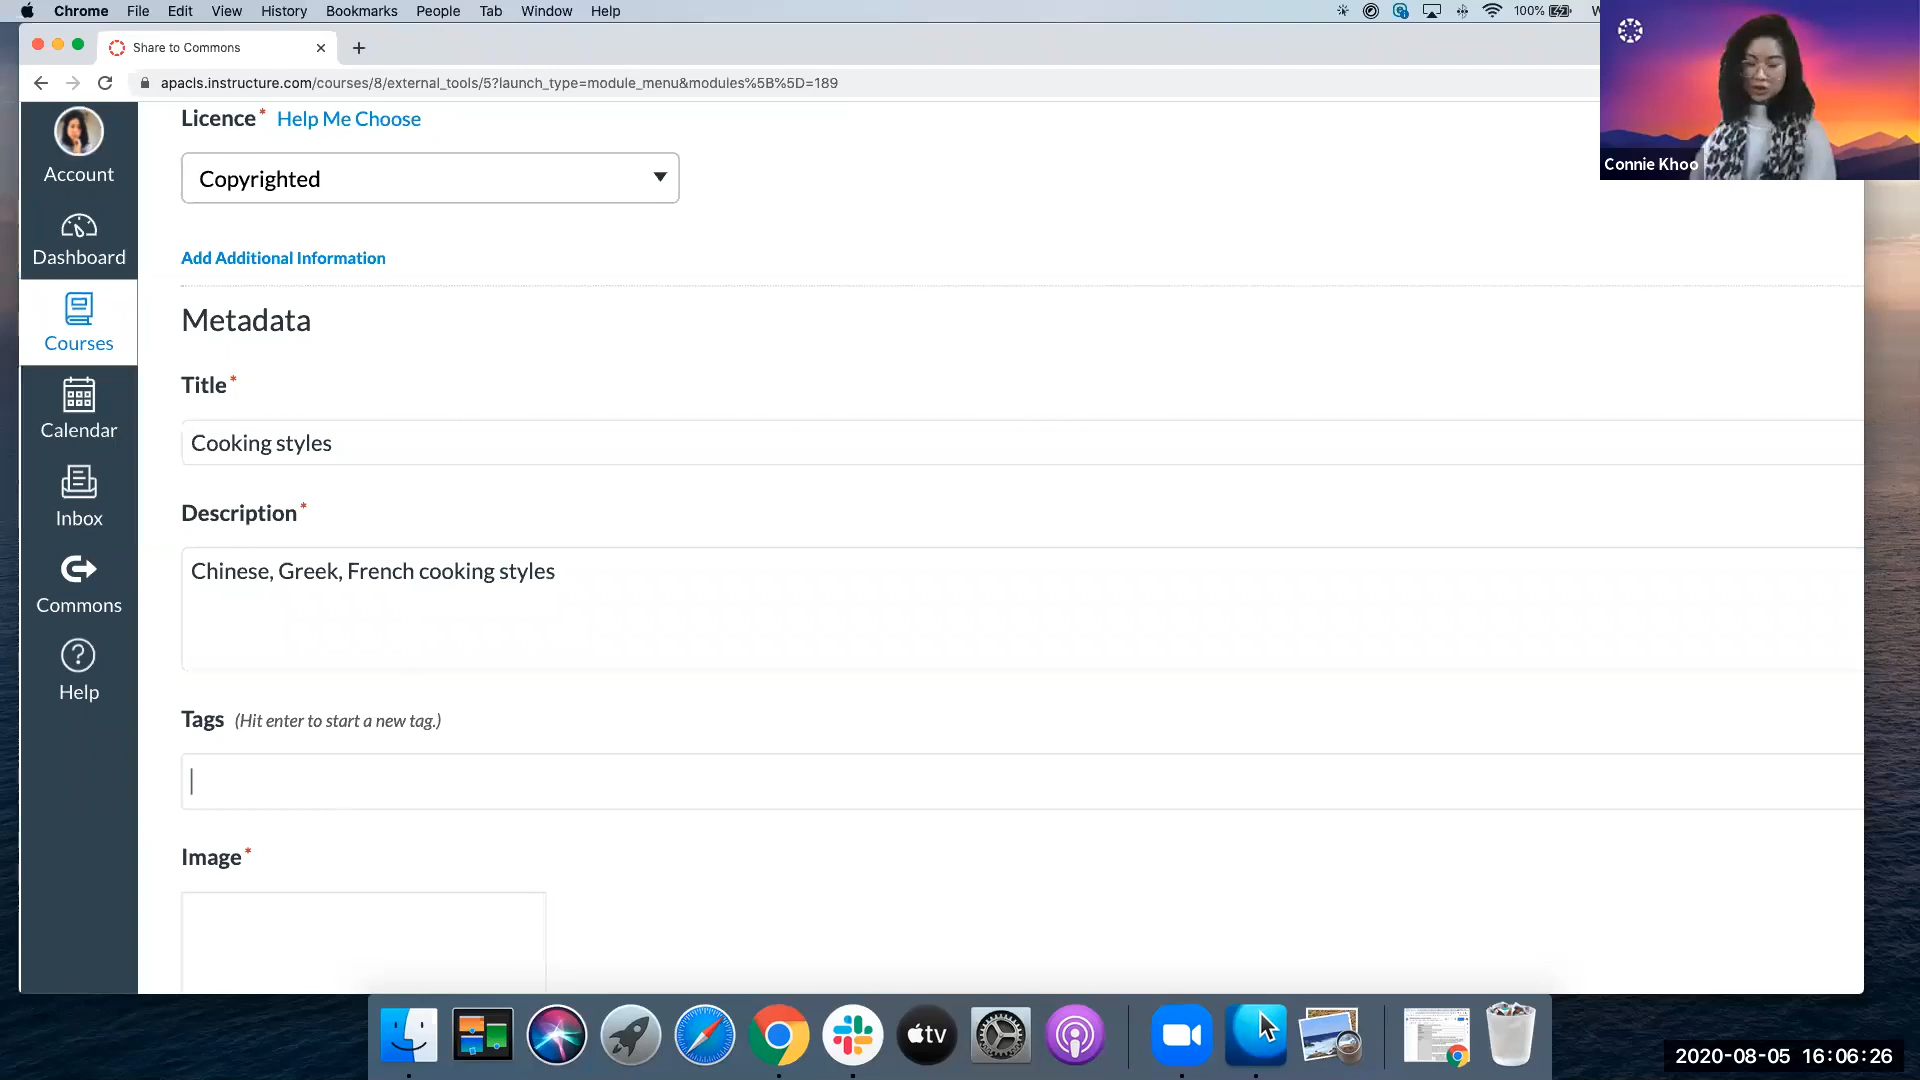 Chrome File Edit View History Bookmarks People Tab Window Help 100%
Share to Commons
apacls.instructure.com/courses/8/external_tools/5?launch_type=module_menu&modules%5B%5D=189
Connie Khoo
Account
Dashboard
Courses
Calendar
Inbox
Commons
Help
Licence* Help Me Choose
Copyrighted
Add Additional Information
Metadata
Title*
Cooking styles
Description*
Chinese, Greek, French cooking styles
Tags (Hit enter to start a new tag.)
Image*
tv
2020-08-05 16:06:26